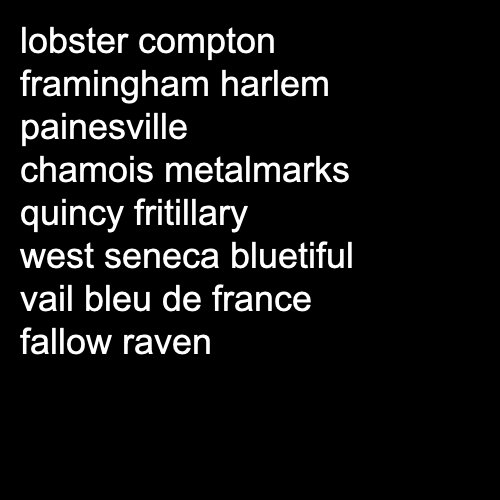 lobster compton
framingham harlem
painesville
chamois metalmarks
quincy fritillary
west seneca bluetiful
vail bleu de france
fallow raven